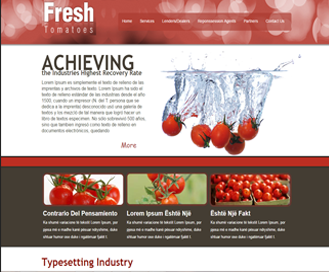 Fresh
Tomatoes
Home Services Lenders/Dealers Repossession Agents Partners Contact Us
ACHIEVING
the Industries Highest Recovery Rate
Lorem Ipsum es simplemente el texto de relleno de las
imprentas y archivos de texto. Lorem Ipsum ha sido el
texto de relleno estándar de las industrias desde el año
1500, cuando un impresor (N. del T. persona que se
dedica a la imprenta) desconocido usó una galería de
textos y los mezcló de tal manera que logró hacer un
libro de textos especimen. No sólo sobrevivió 500 años,
sino que tambien ingresó como texto de relleno en
documentos electrónicos, quedando
More
Contrario Del Pensamiento
Lorem Ipsum Është Një
Është Një Fakt
Typesetting Industry